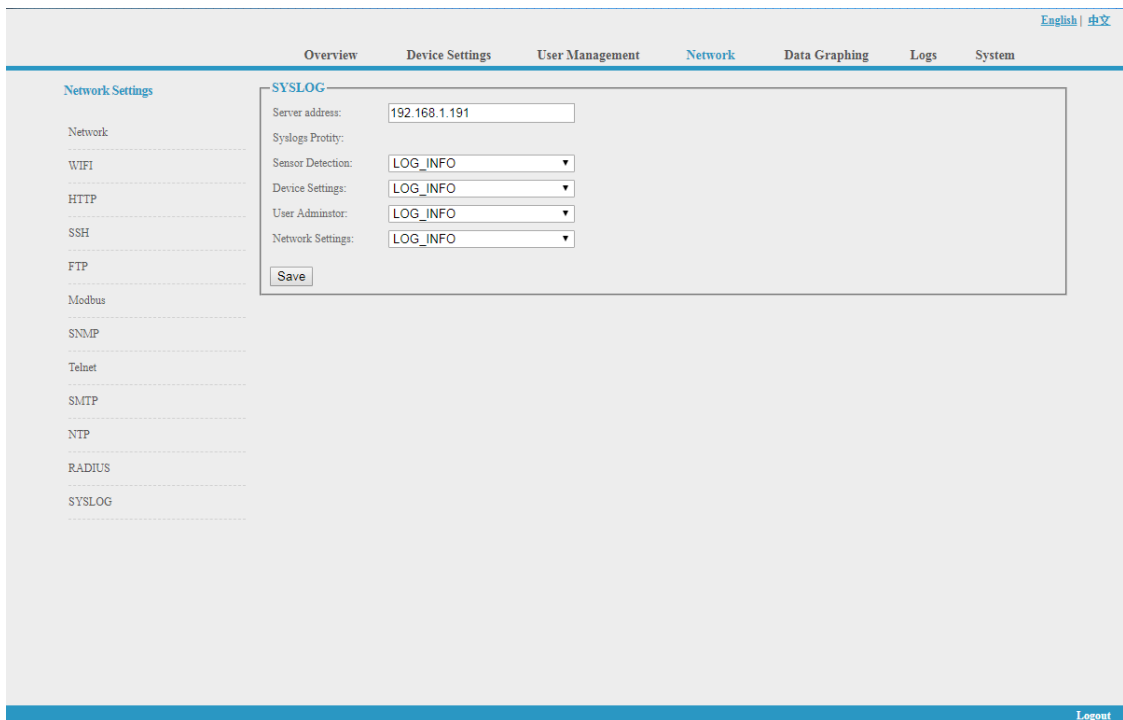 English | 中文
Overview Device Settings User Management Network Data Graphing Logs System
Network Settings
Network
WIFI
HTTP
SSH
FTP
Modbus
SNMP
Telnet
SMTP
NTP
RADIUS
SYSLOG
SYSLOG
Server address: 192.168.1.191
Syslogs Protity:
Sensor Detection: LOG_INFO
Device Settings: LOG_INFO
User Adminstor: LOG_INFO
Network Settings: LOG_INFO
Save
Logout